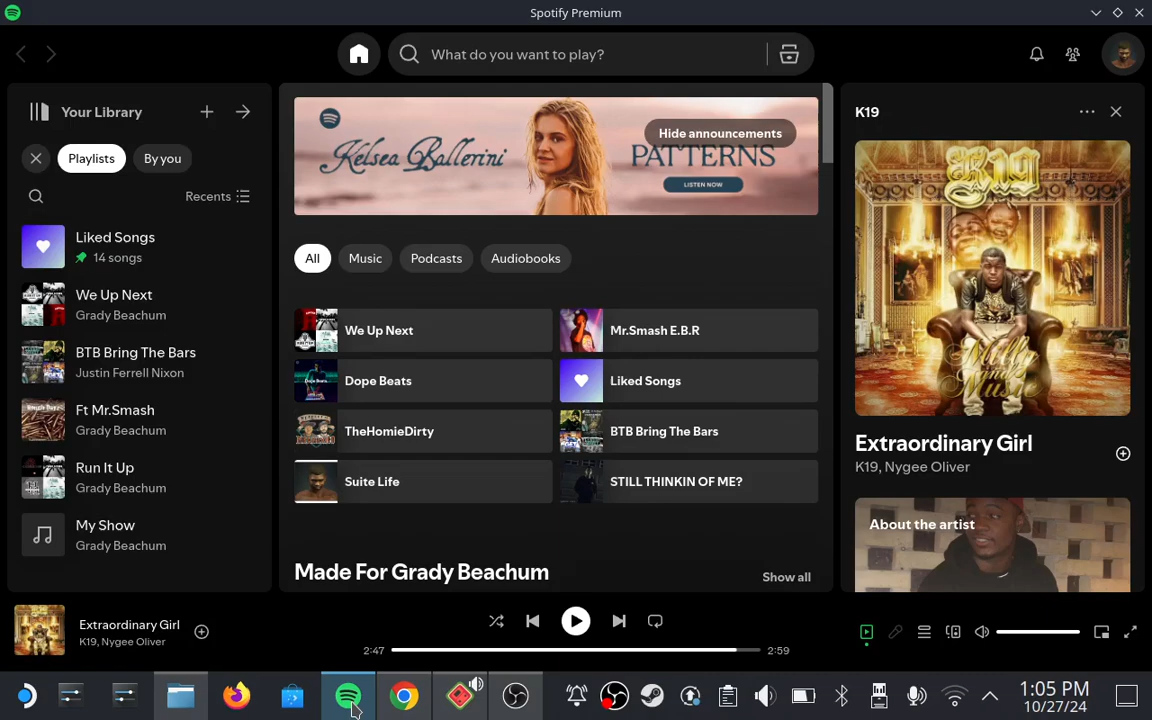 Spotify Premium
What do you want to play?
Your Library
Playlists
By you
Recents
Liked Songs
14 songs
We Up Next
Grady Beachum
BTB Bring The Bars
Justin Ferrell Nixon
Ft Mr.Smash
Grady Beachum
Run It Up
Grady Beachum
My Show
Grady Beachum
Kelsea Ballerini
Hide announcements
PATTERNS
LISTEN NOW
All
Music
Podcasts
Audiobooks
We Up Next
Mr.Smash E.B.R
Dope Beats
Liked Songs
TheHomieDirty
BTB Bring The Bars
Suite Life
STILL THINKIN OF ME?
Made For Grady Beachum
Show all
K19
K19
Extraordinary Girl
K19, Nygee Oliver
About the artist
Extraordinary Girl
K19, Nygee Oliver
2:47
2:59
1:05 PM
10/27/24